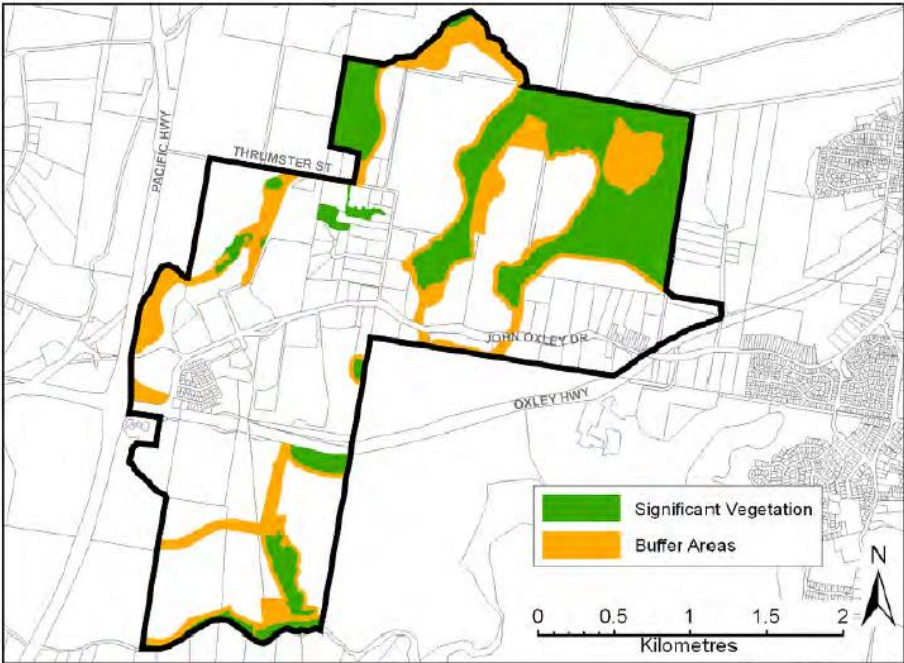 THRUMSTER ST
PACIFIC HWY
JOHN OXLEY DR
OXLEY HWY
Significant Vegetation
Buffer Areas
N
0 0.5 1 1.5 2
Kilometres